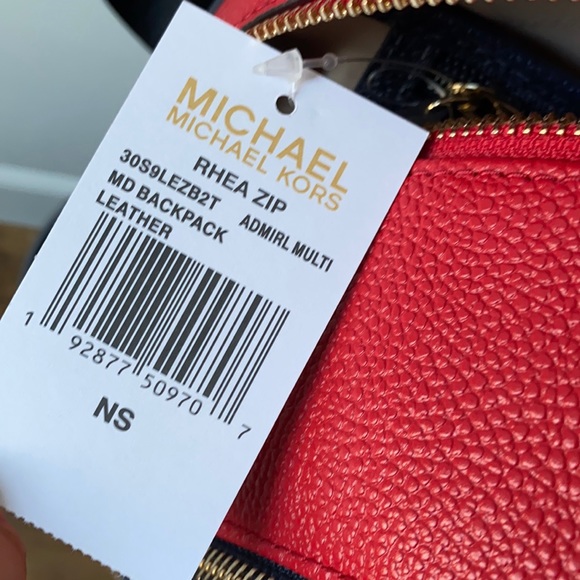 MICHAEL
MICHAEL KORS
RHEA ZIP
30S9LEZB2T ADMIRL MULTI
MD BACKPACK
LEATHER
1 92877 50970 7
NS